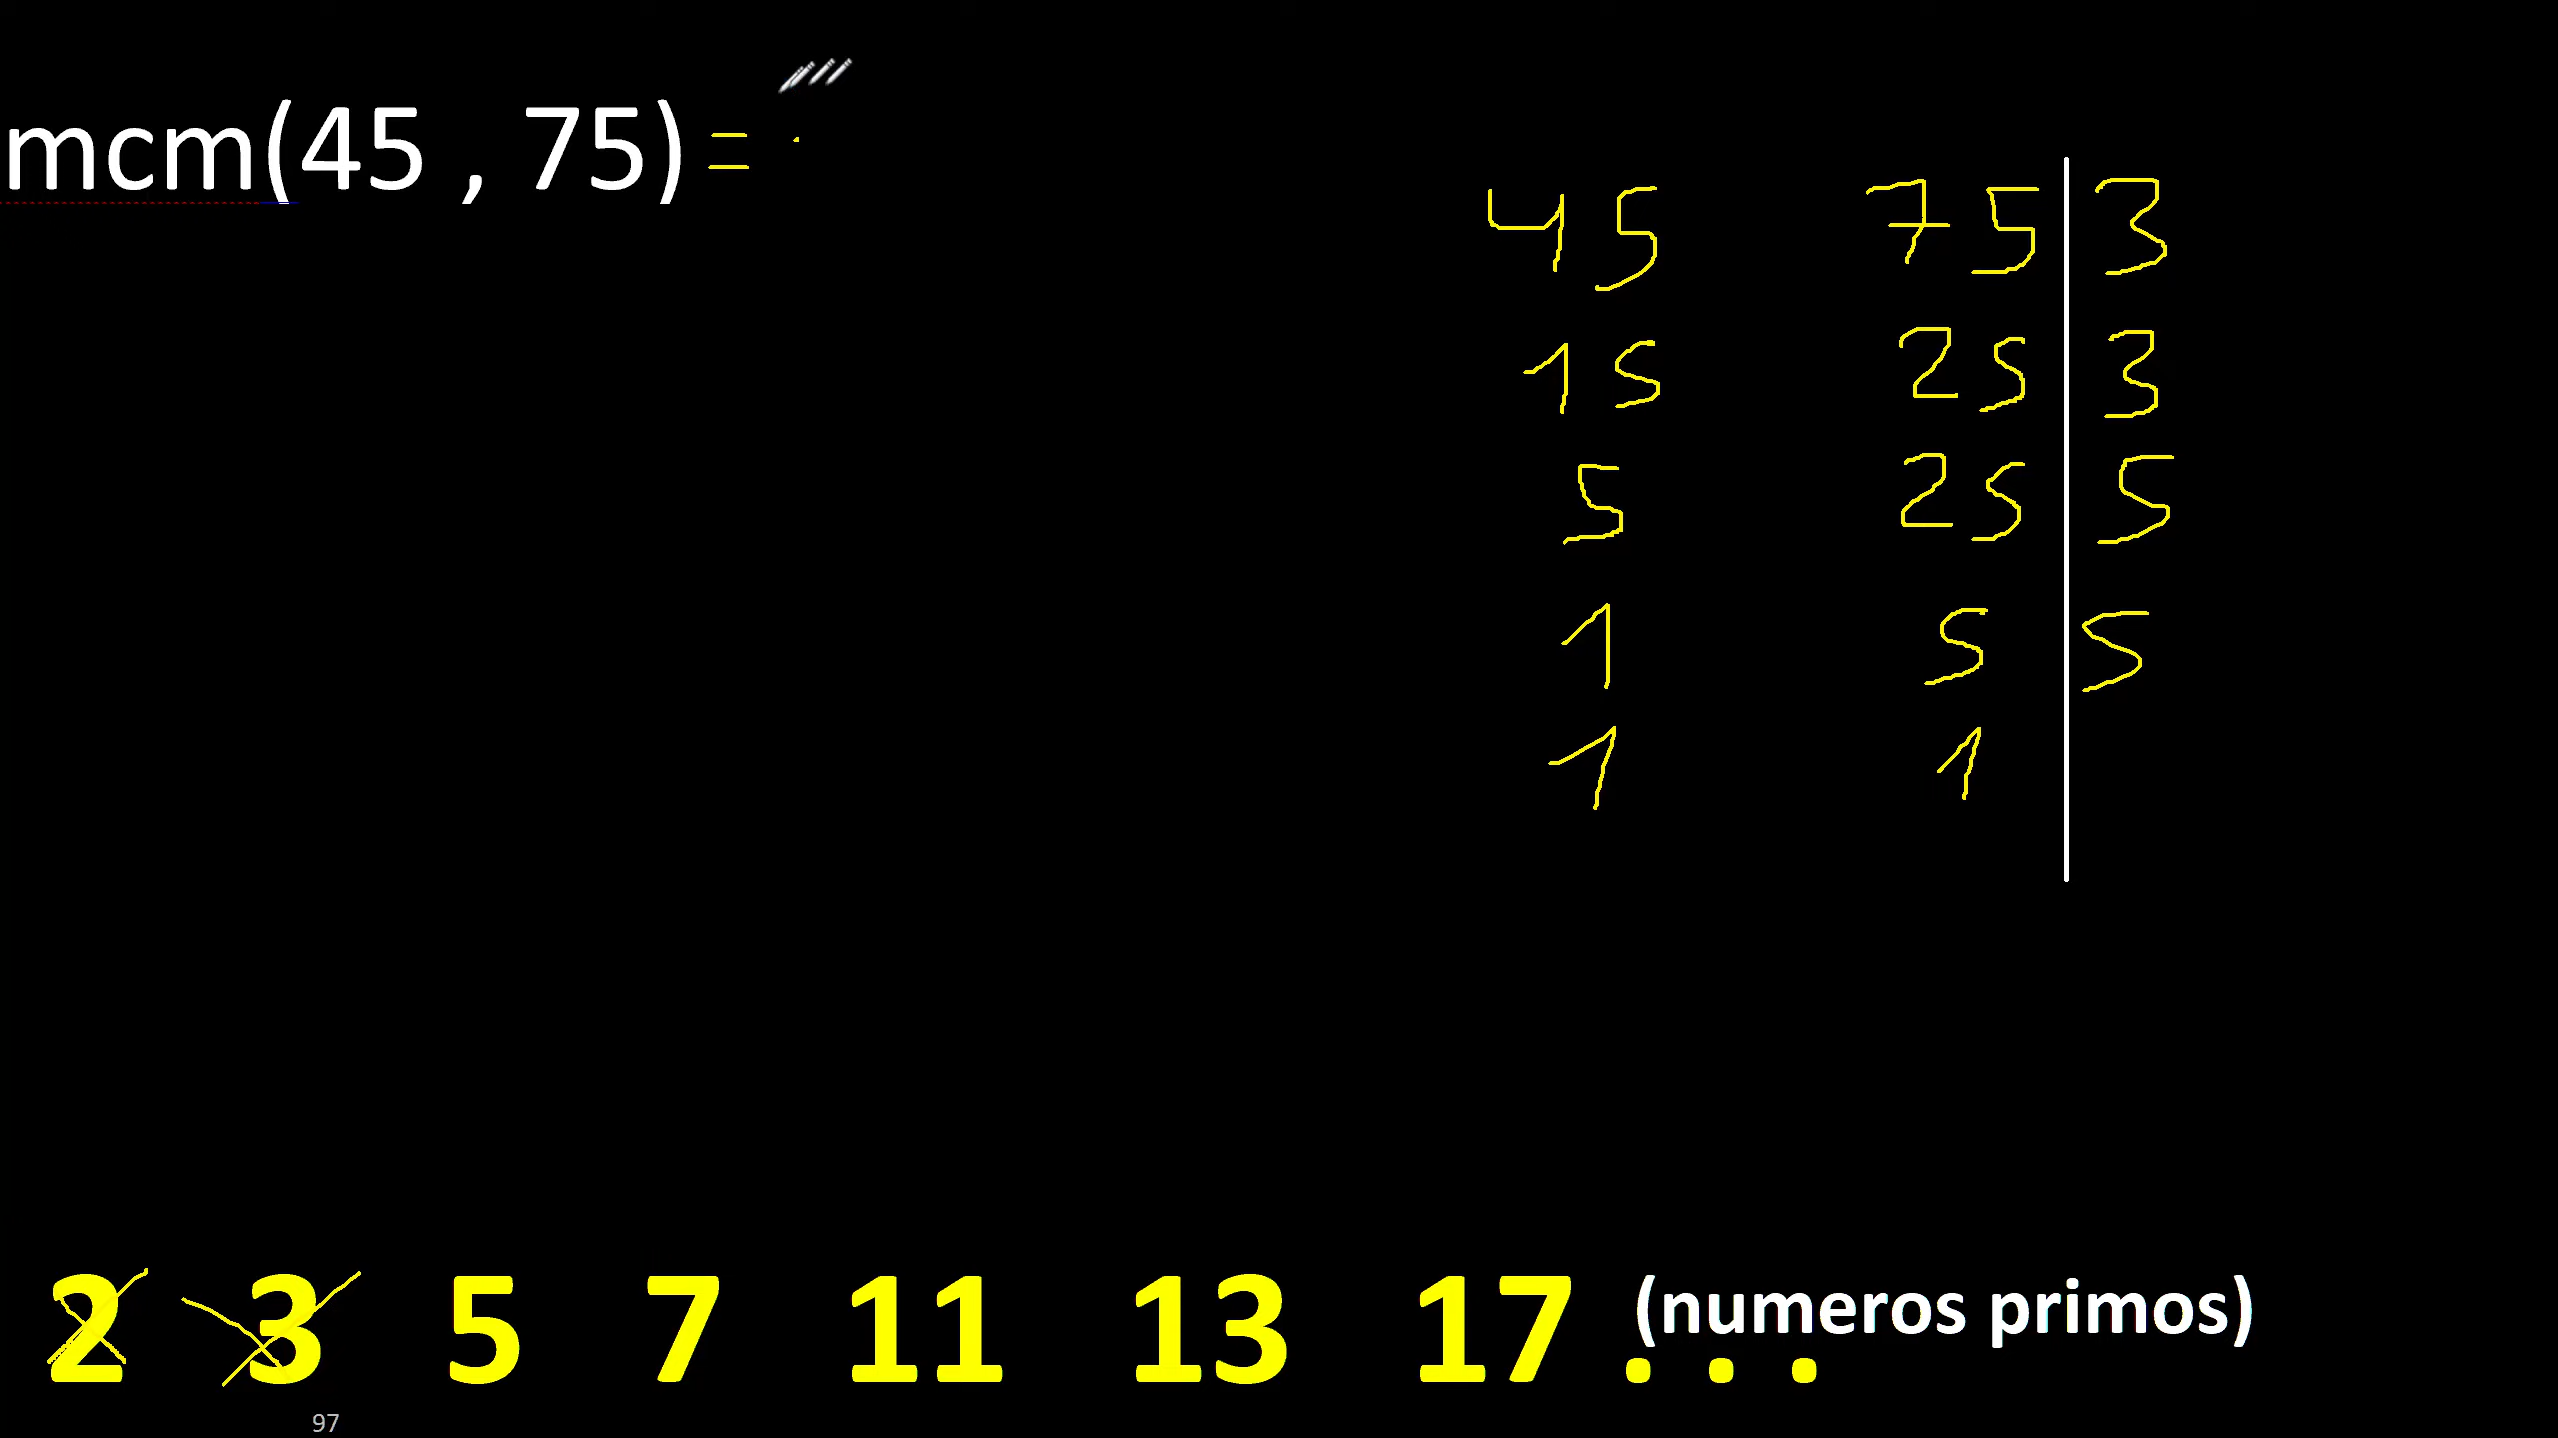 mcm(45 , 75) =
45 75 3
15 25 3
5 25 5
1 5 5
1 1
2 3 5 7 11 13 17 . . . (numeros primos)
97